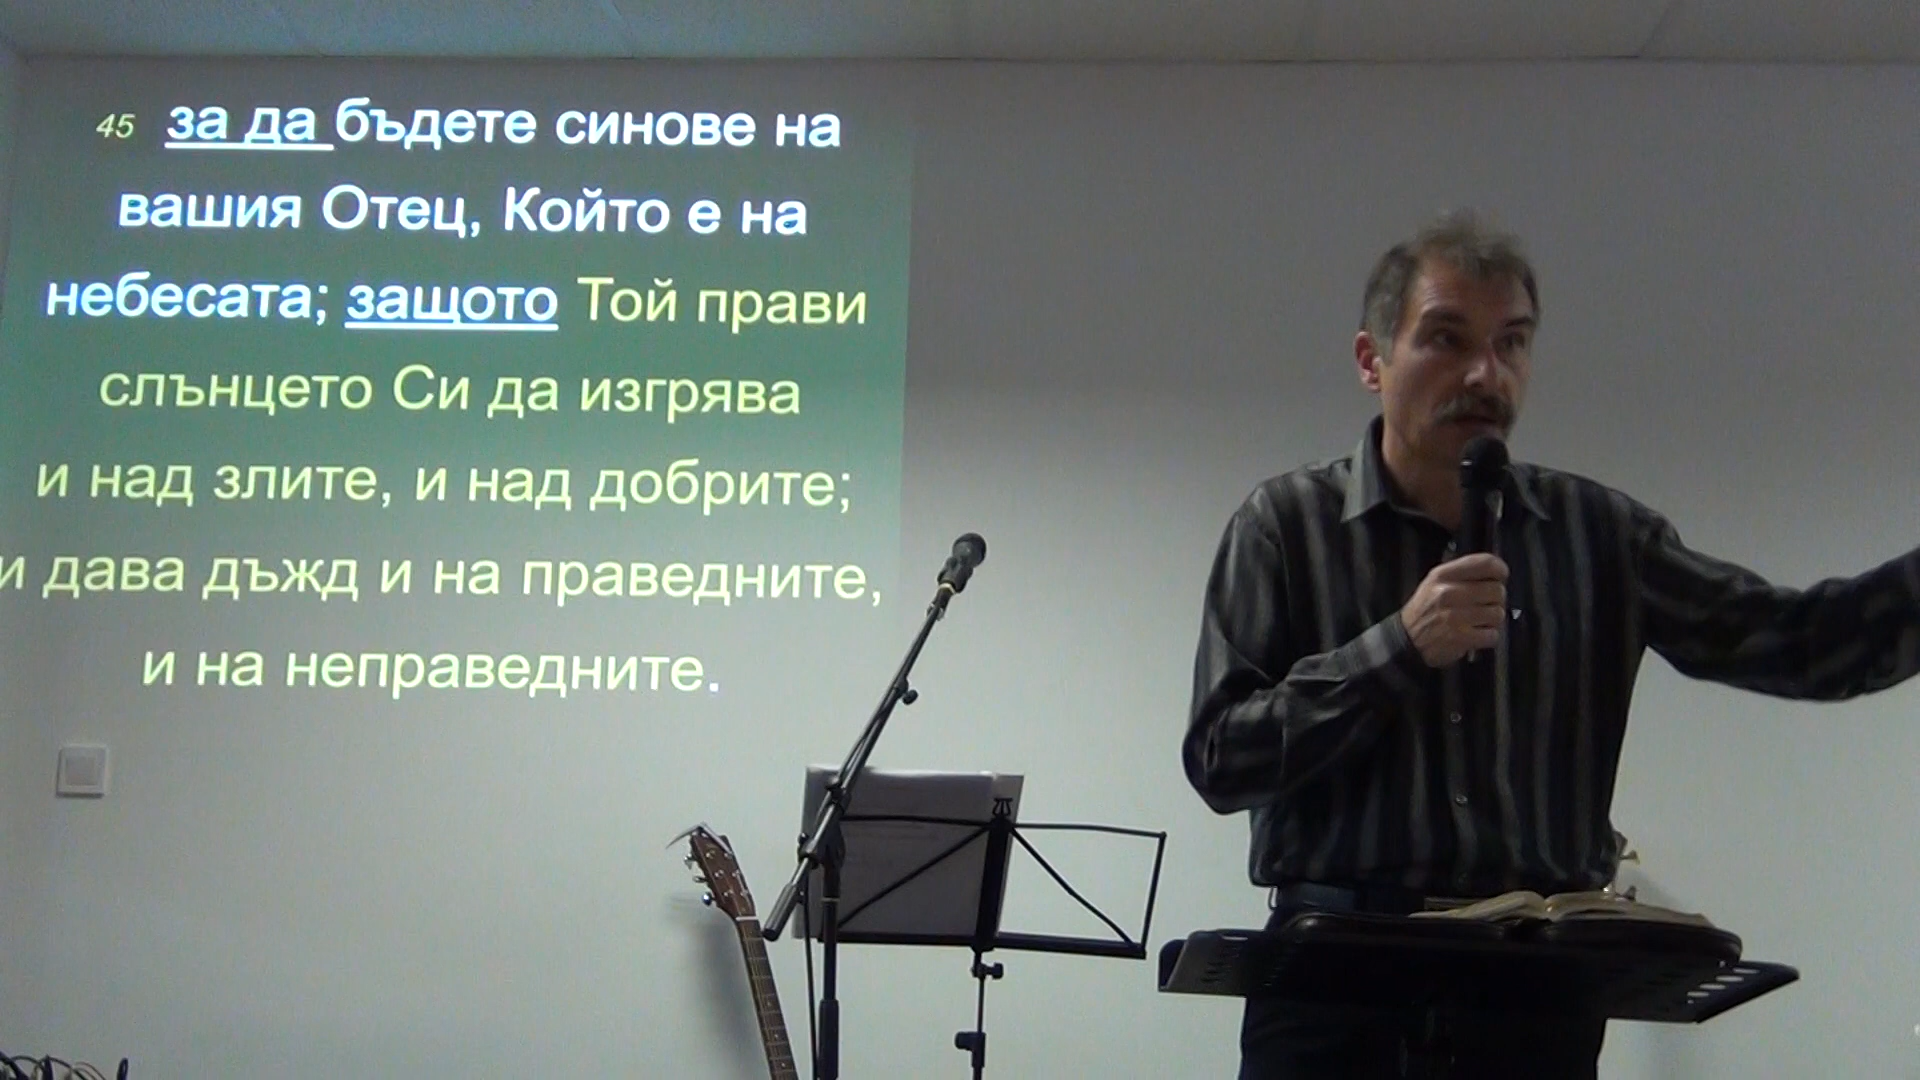 45 за да бъдете синове на
вашия Отец, Който е на
небесата; защото Той прави
слънцето Си да изгрява
и над злите, и над добрите;
и дава дъжд и на праведните,
и на неправедните.